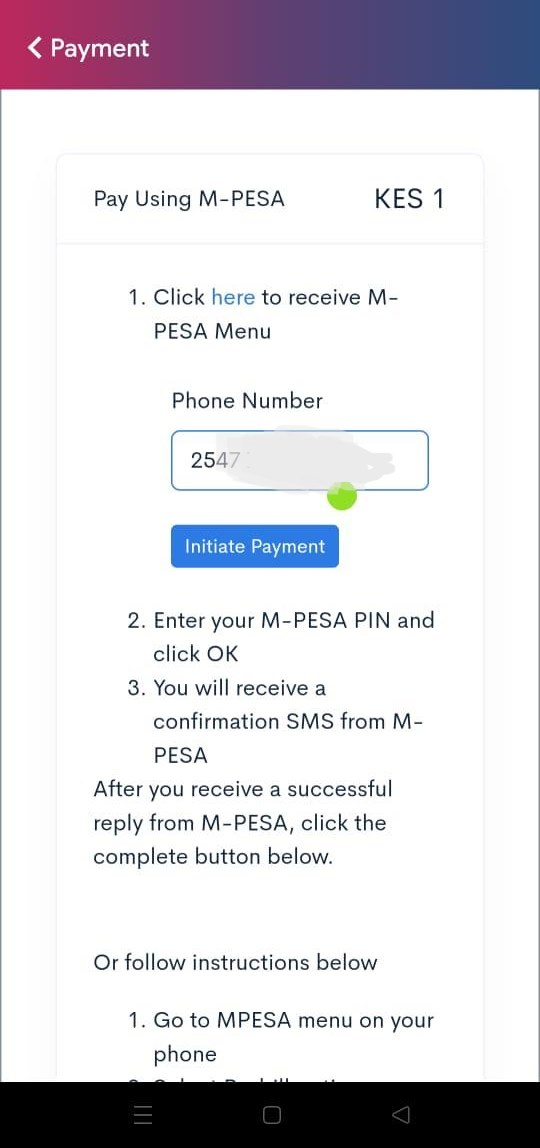 Payment
Pay Using M-PESA KES 1
1. Click here to receive M-
PESA Menu
Phone Number
2547
Initiate Payment
2. Enter your M-PESA PIN and
click OK
3. You will receive a
confirmation SMS from M-
PESA
After you receive a successful
reply from M-PESA, click the
complete button below.
Or follow instructions below
1. Go to MPESA menu on your
phone